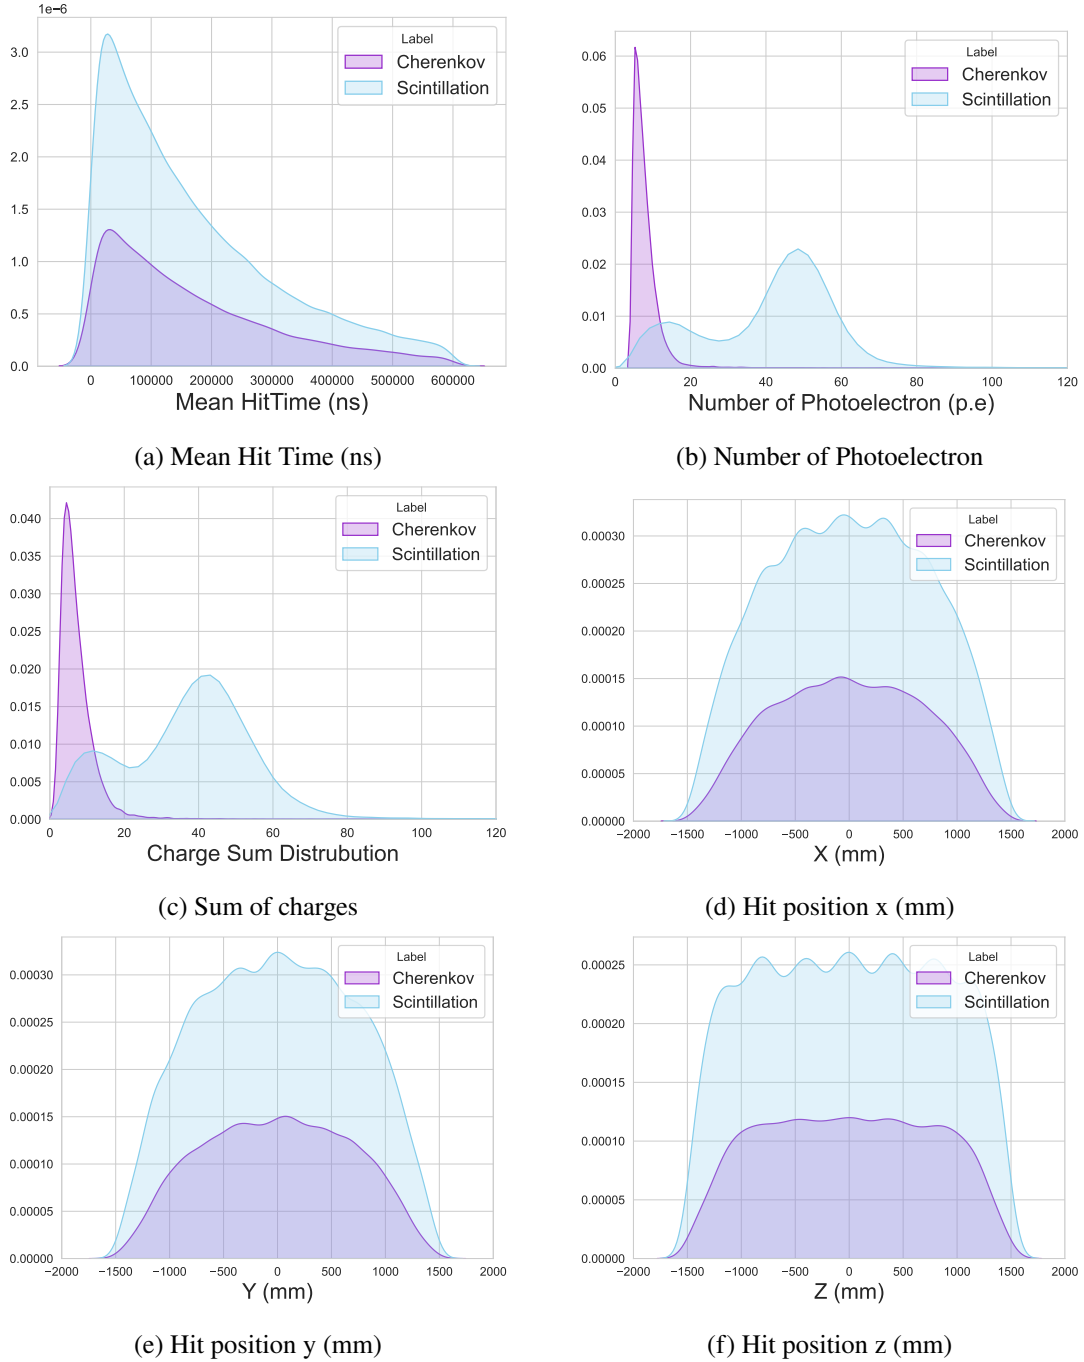 1e−6
Label
Cherenkov
Scintillation
3.0
2.5
2.0
1.5
1.0
0.5
0.0
0 100000 200000 300000 400000 500000 600000
Mean HitTime (ns)
(a) Mean Hit Time (ns)
Label
Cherenkov
Scintillation
0.06
0.05
0.04
0.03
0.02
0.01
0.00
0 20 40 60 80 100 120
Number of Photoelectron (p.e)
(b) Number of Photoelectron
Label
Cherenkov
Scintillation
0.040
0.035
0.030
0.025
0.020
0.015
0.010
0.005
0.000
0 20 40 60 80 100 120
Charge Sum Distrubution
(c) Sum of charges
Label
Cherenkov
Scintillation
0.00030
0.00025
0.00020
0.00015
0.00010
0.00005
0.00000
−2000 −1500 −1000 −500 0 500 1000 1500 2000
X (mm)
(d) Hit position x (mm)
Label
Cherenkov
Scintillation
0.00030
0.00025
0.00020
0.00015
0.00010
0.00005
0.00000
−2000 −1500 −1000 −500 0 500 1000 1500 2000
Y (mm)
(e) Hit position y (mm)
Label
Cherenkov
Scintillation
0.00025
0.00020
0.00015
0.00010
0.00005
0.00000
−2000 −1500 −1000 −500 0 500 1000 1500 2000
Z (mm)
(f) Hit position z (mm)